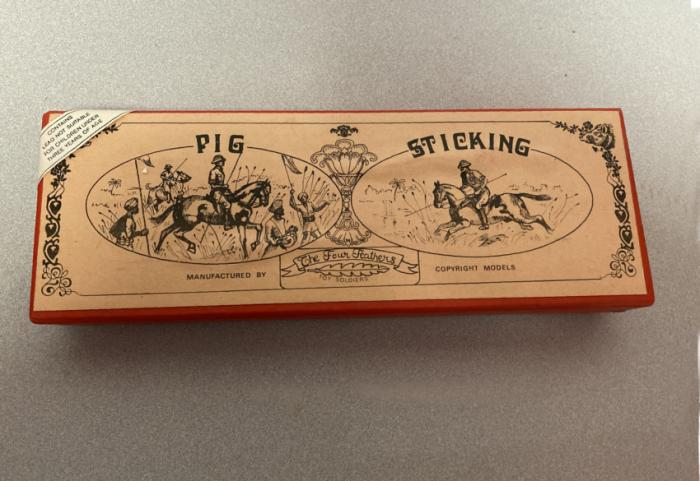 CONTAINS
LEAD NOT SUITABLE
FOR CHILDREN UNDER
THREE YEARS OF AGE
PIG STICKING
MANUFACTURED BY
The Four Feathers
TOY SOLDIERS
COPYRIGHT MODELS